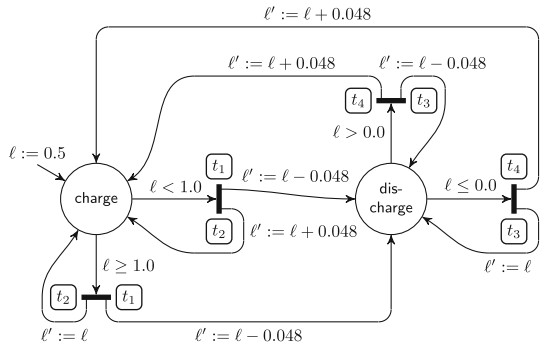 ℓ′ := ℓ + 0.048
ℓ′ := ℓ + 0.048
ℓ′ := ℓ − 0.048
t₄
t₃
ℓ > 0.0
ℓ := 0.5
t₁
t₄
charge
ℓ < 1.0
ℓ′ := ℓ − 0.048
dis-
charge
ℓ ≤ 0.0
t₂
ℓ′ := ℓ + 0.048
t₃
ℓ ≥ 1.0
ℓ′ := ℓ
t₂
t₁
ℓ′ := ℓ
ℓ′ := ℓ − 0.048